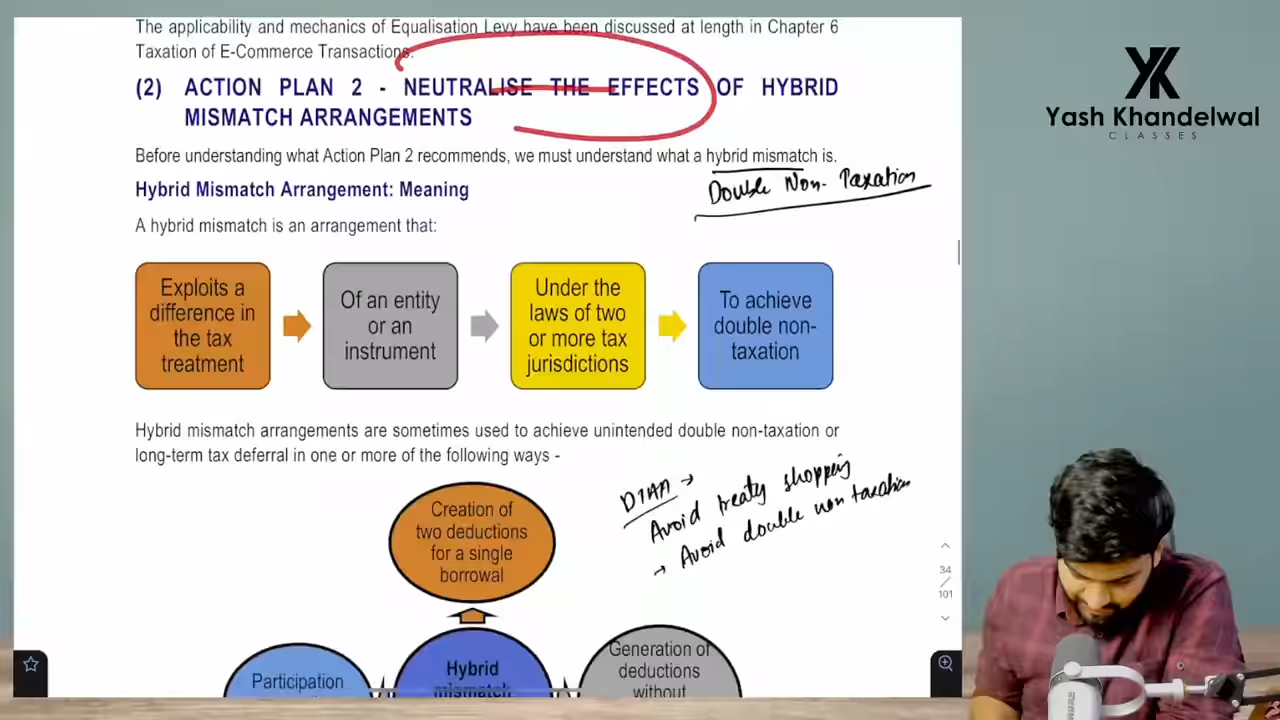 The applicability and mechanics of Equalisation Levy have been discussed at length in Chapter 6
Taxation of E-Commerce Transactions.
(2) ACTION PLAN 2 - NEUTRALISE THE EFFECTS OF HYBRID
MISMATCH ARRANGEMENTS
Before understanding what Action Plan 2 recommends, we must understand what a hybrid mismatch is.
Double Non-Taxation
Hybrid Mismatch Arrangement: Meaning
A hybrid mismatch is an arrangement that:
Exploits a
difference in
the tax
treatment
Of an entity
or an
instrument
Under the
laws of two
or more tax
jurisdictions
To achieve
double non-
taxation
Hybrid mismatch arrangements are sometimes used to achieve unintended double non-taxation or
long-term tax deferral in one or more of the following ways -
DTAA →
Avoid treaty shopping
→ Avoid double non taxation
Creation of
two deductions
for a single
borrowal
Participation
Hybrid
mismatch
Generation of
deductions
without
34
/
101
YK
Yash Khandelwal
CLASSES